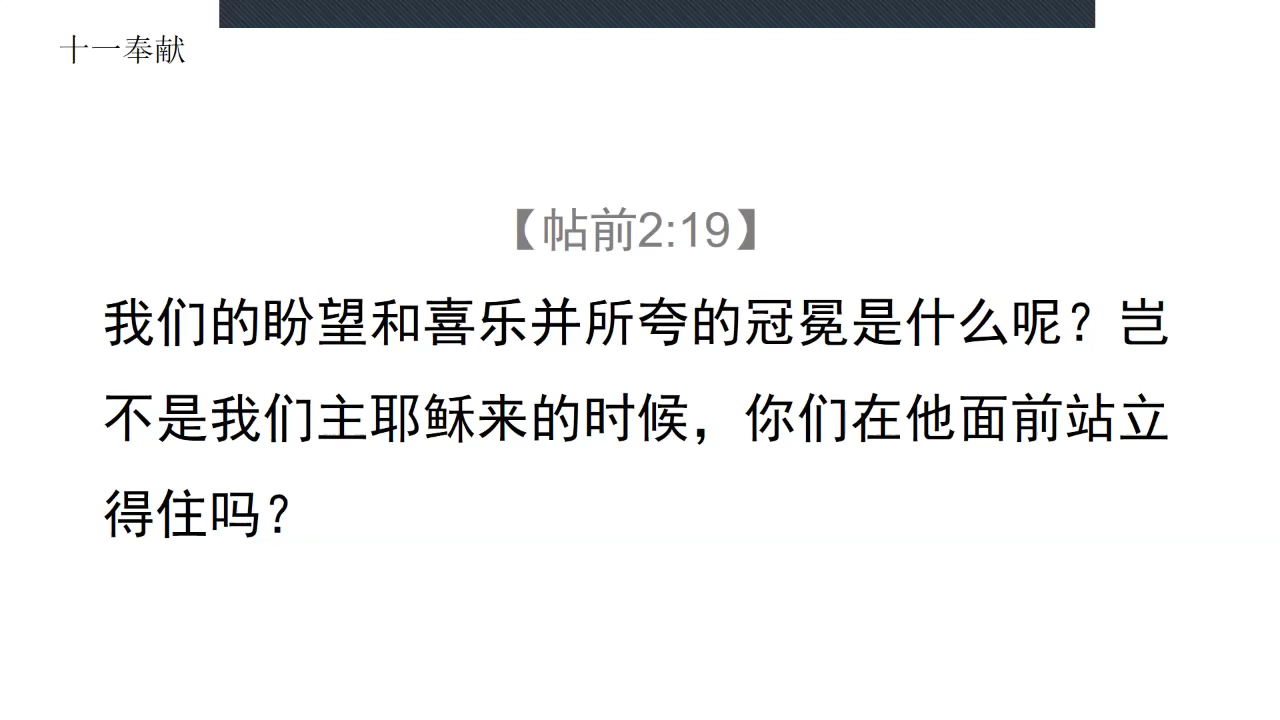 十一奉献
【帖前2:19】
我们的盼望和喜乐并所夸的冠冕是什么呢？岂
不是我们主耶稣来的时候，你们在他面前站立
得住吗？